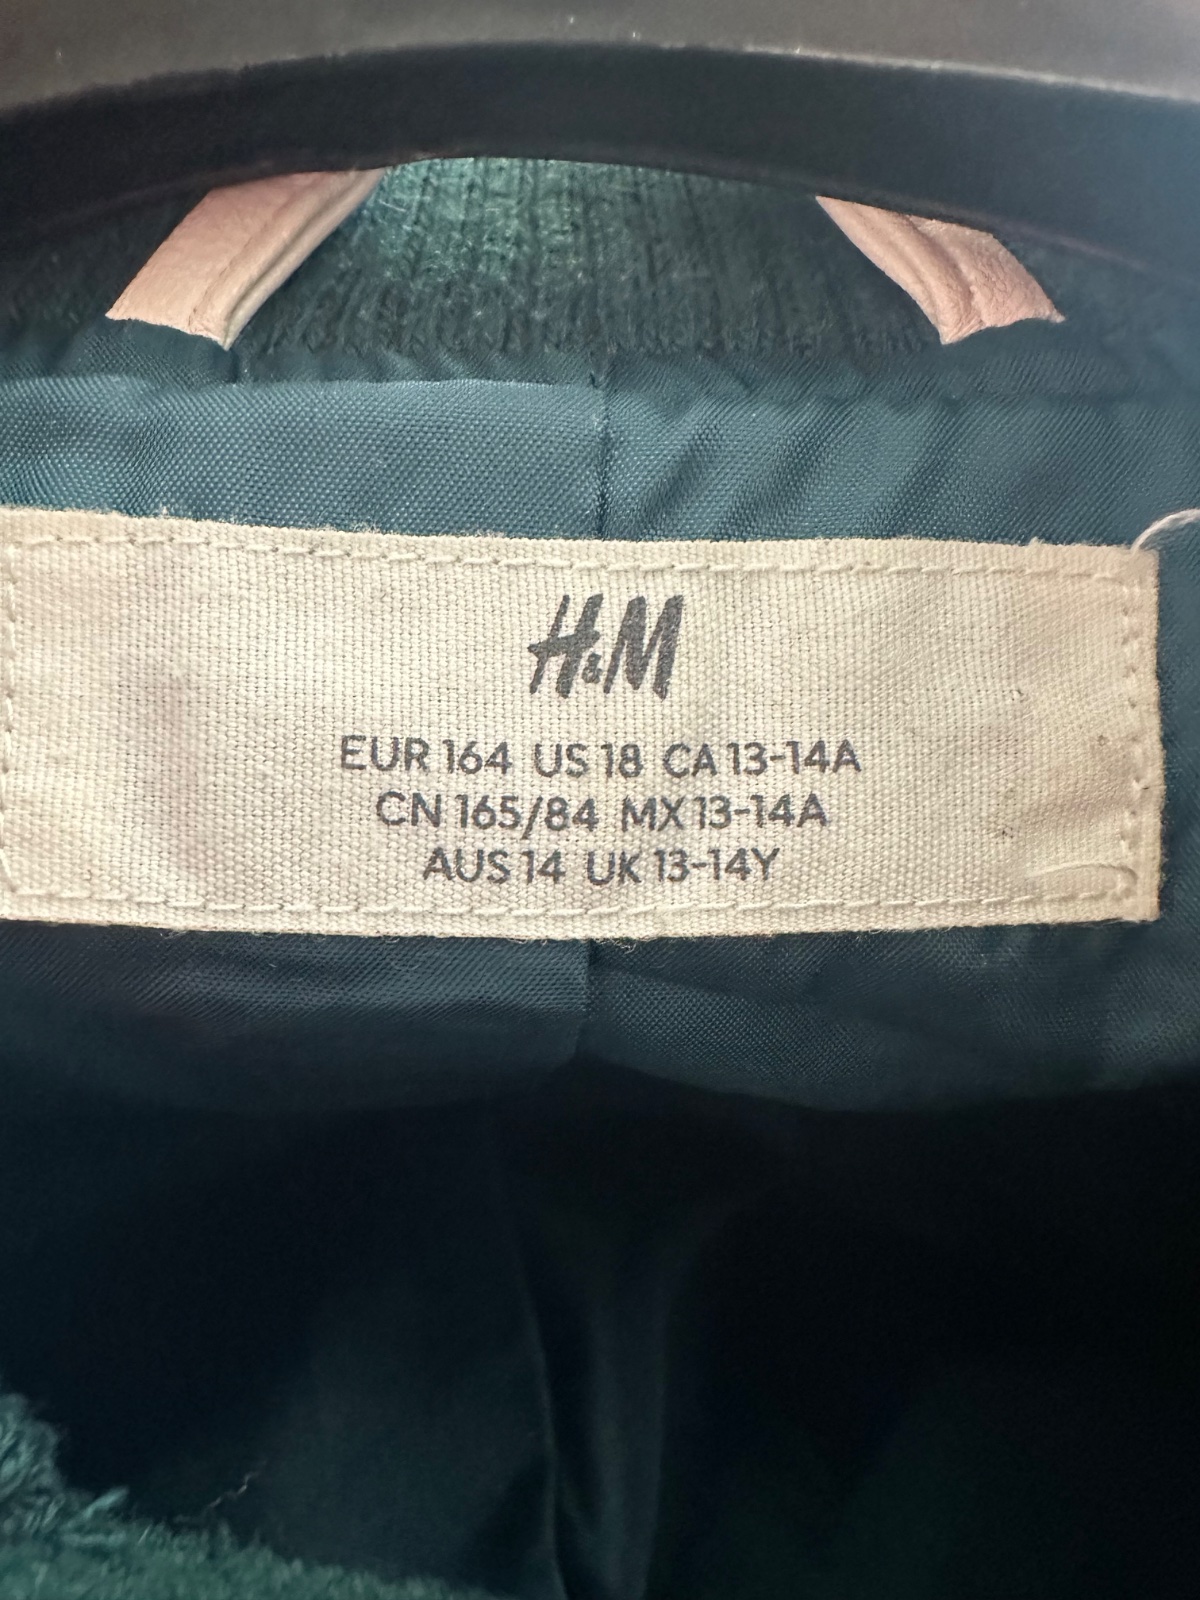 H&M
EUR 164 US 18 CA 13-14A
CN 165/84 MX 13-14A
AUS 14 UK 13-14Y